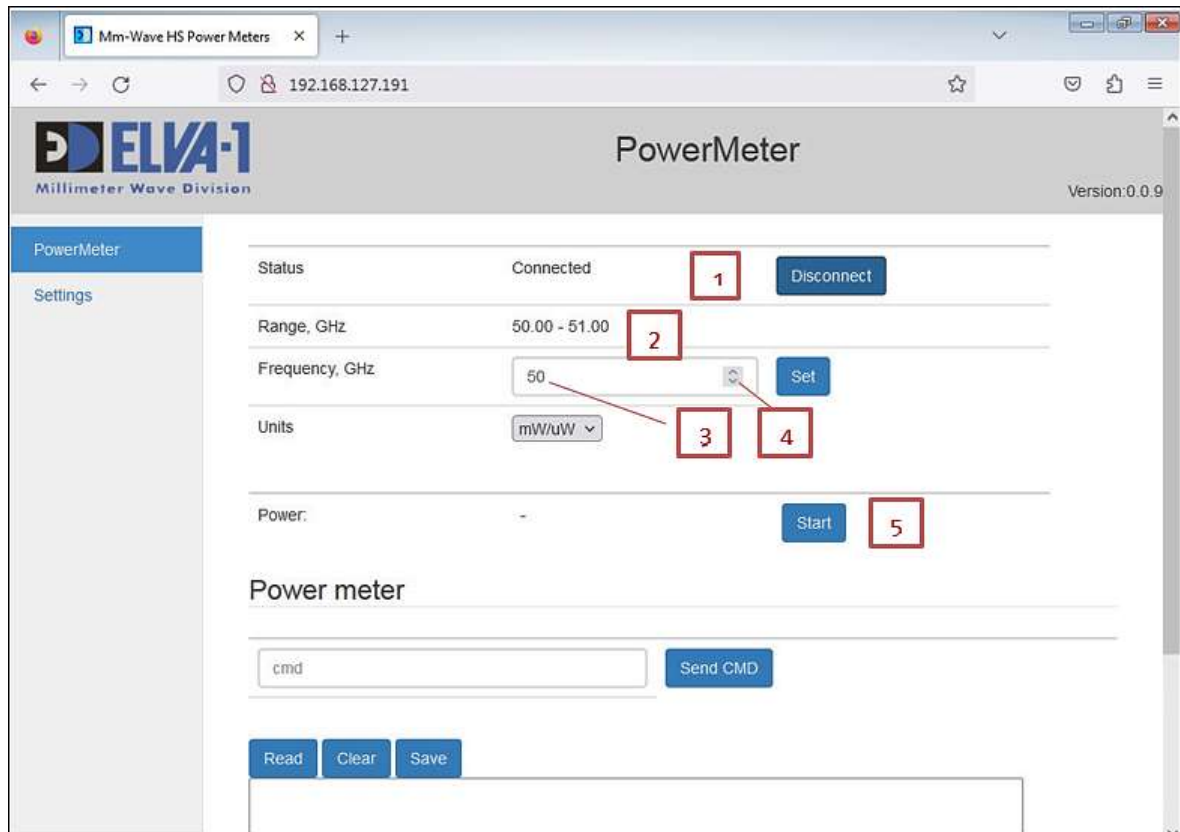 Mm-Wave HS Power Meters
192.168.127.191
ELVA-1
Millimeter Wave Division
PowerMeter
Version:0.0.9
PowerMeter
Settings
Status Connected 1 Disconnect
Range, GHz 50.00 - 51.00 2
Frequency, GHz 50 Set
3 4
Units mW/uW
Power: - Start 5
Power meter
cmd Send CMD
Read Clear Save